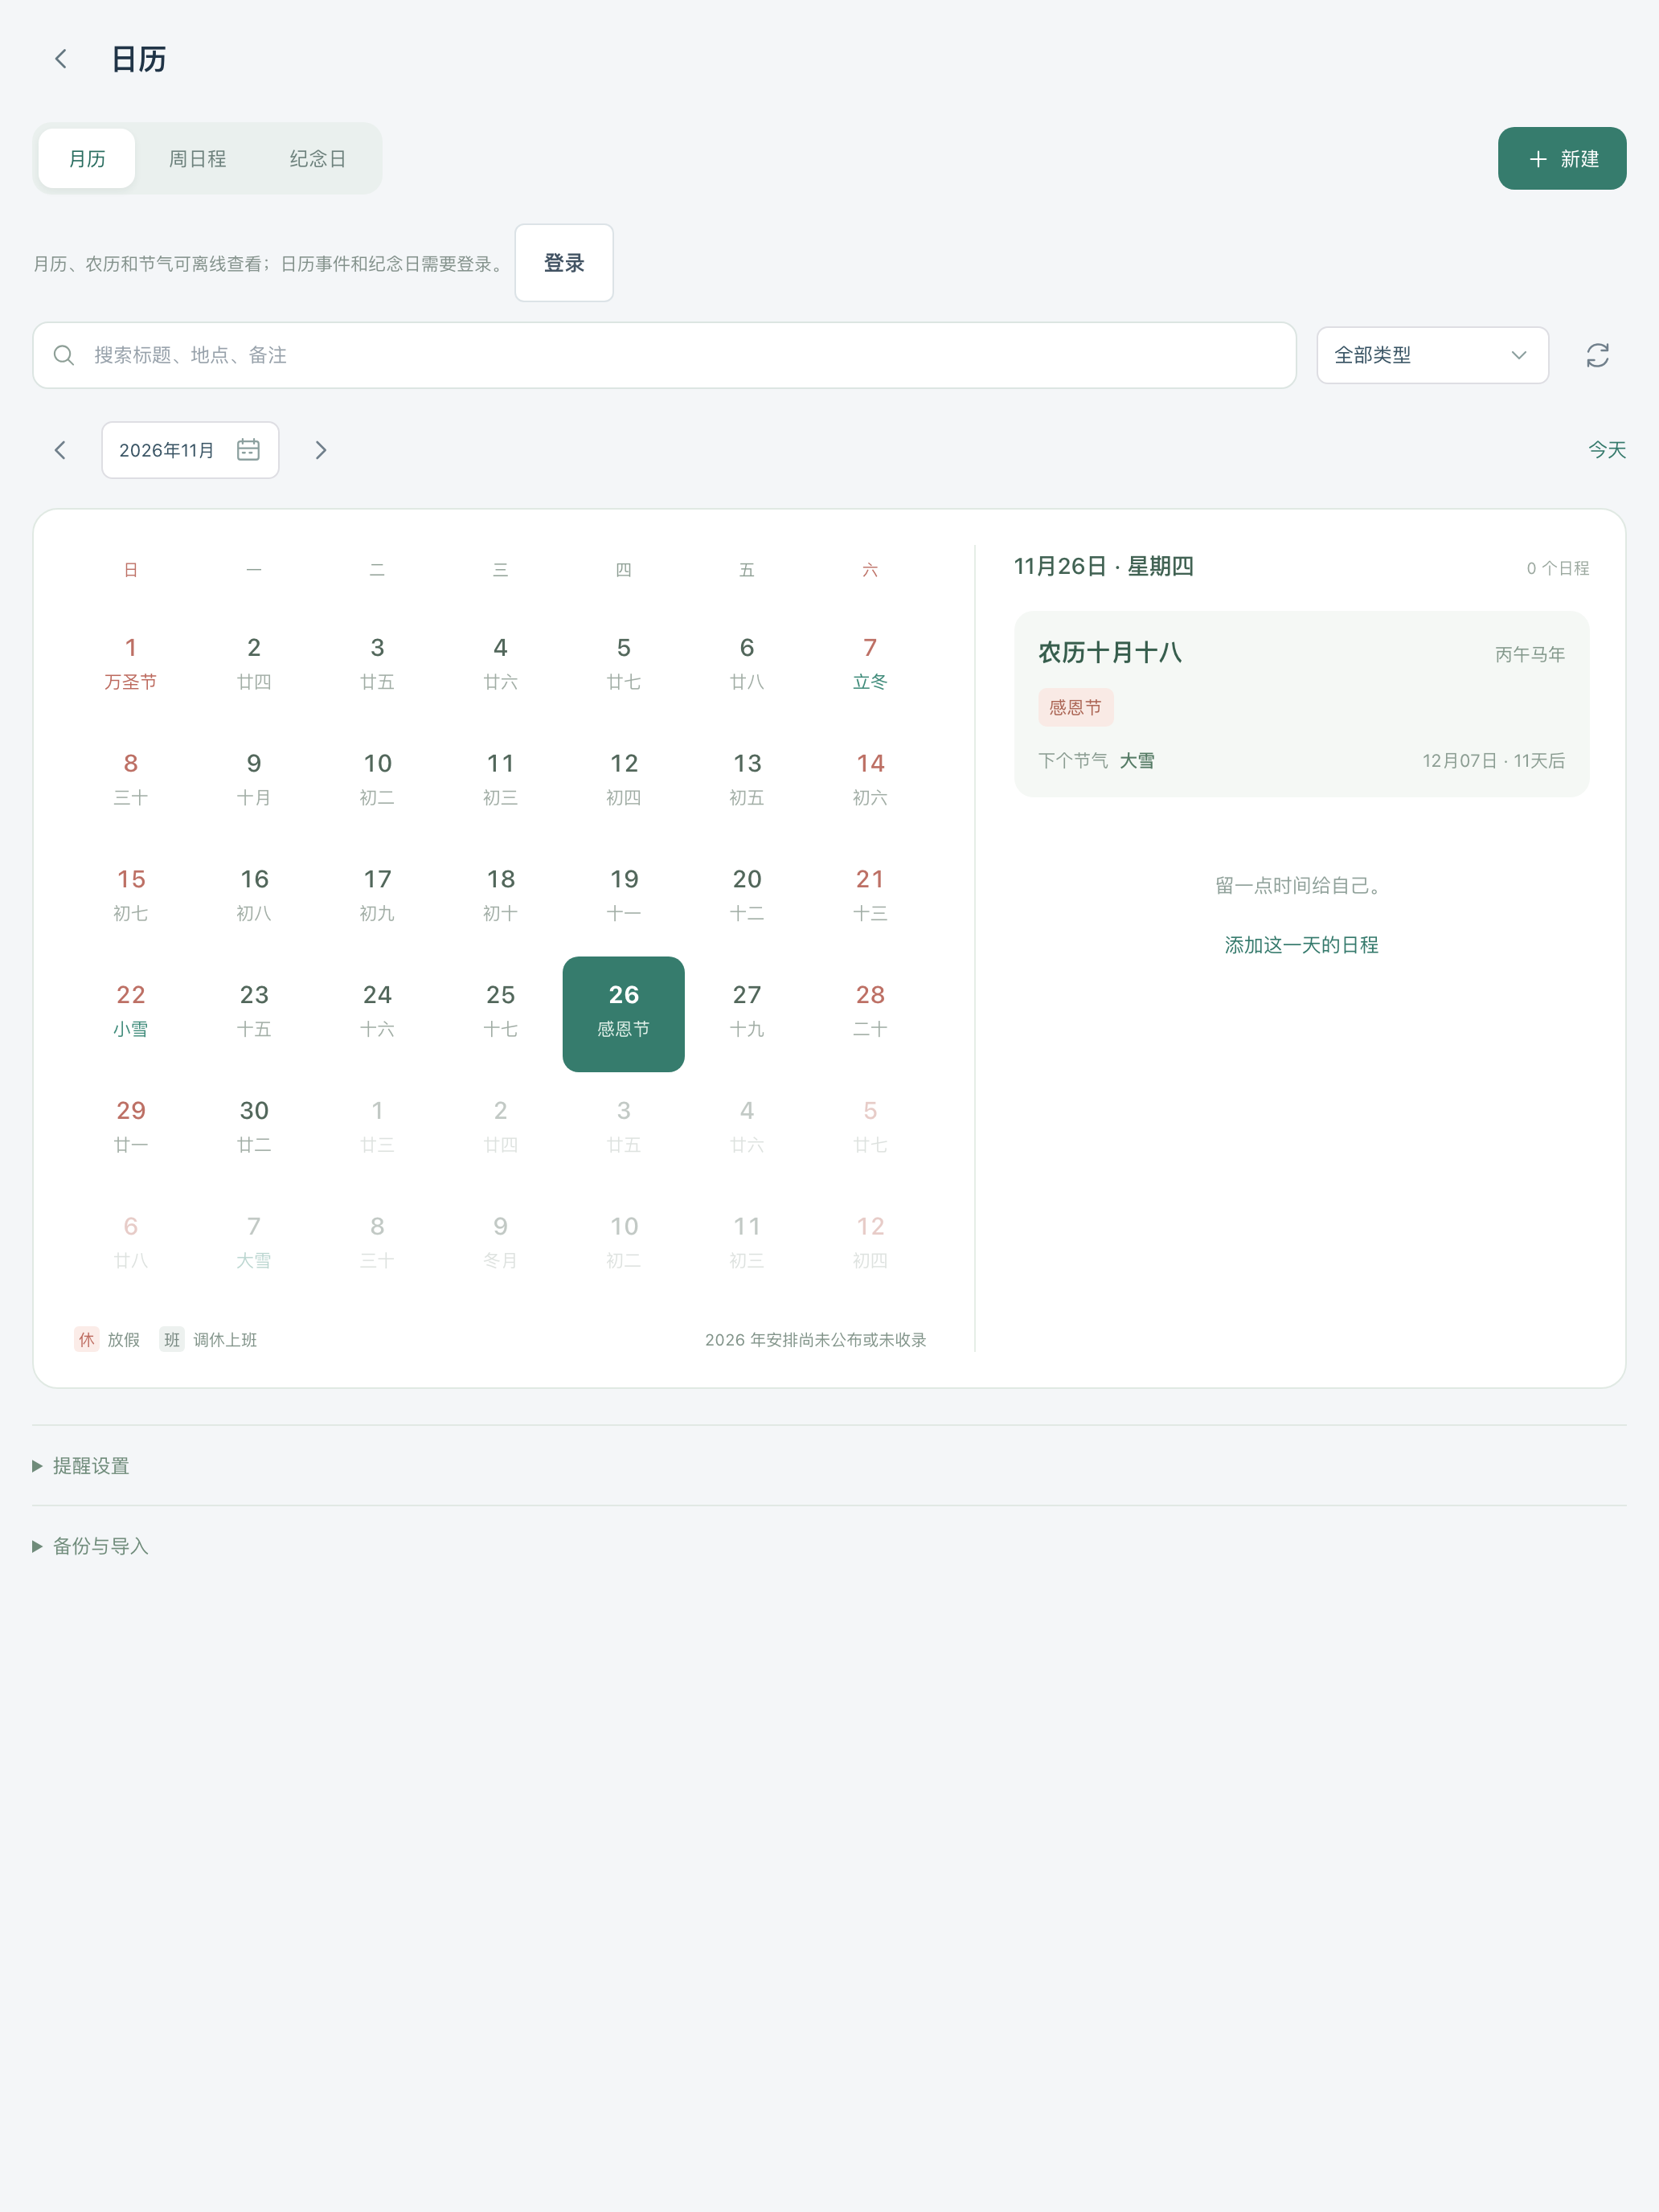 日历
月历 周日程 纪念日 新建
月历、农历和节气可离线查看；日历事件和纪念日需要登录。 登录
搜索标题、地点、备注 全部类型
2026年11月 今天
日 一 二 三 四 五 六
1 2 3 4 5 6 7
万圣节 廿四 廿五 廿六 廿七 廿八 立冬
8 9 10 11 12 13 14
三十 十月 初二 初三 初四 初五 初六
15 16 17 18 19 20 21
初七 初八 初九 初十 十一 十二 十三
22 23 24 25 26 27 28
小雪 十五 十六 十七 感恩节 十九 二十
29 30 1 2 3 4 5
廿一 廿二 廿三 廿四 廿五 廿六 廿七
6 7 8 9 10 11 12
廿八 大雪 三十 冬月 初二 初三 初四
休 放假 班 调休上班 2026 年安排尚未公布或未收录
11月26日 · 星期四 0 个日程
农历十月十八 丙午马年
感恩节
下个节气 大雪 12月07日 · 11天后
留一点时间给自己。
添加这一天的日程
提醒设置
备份与导入